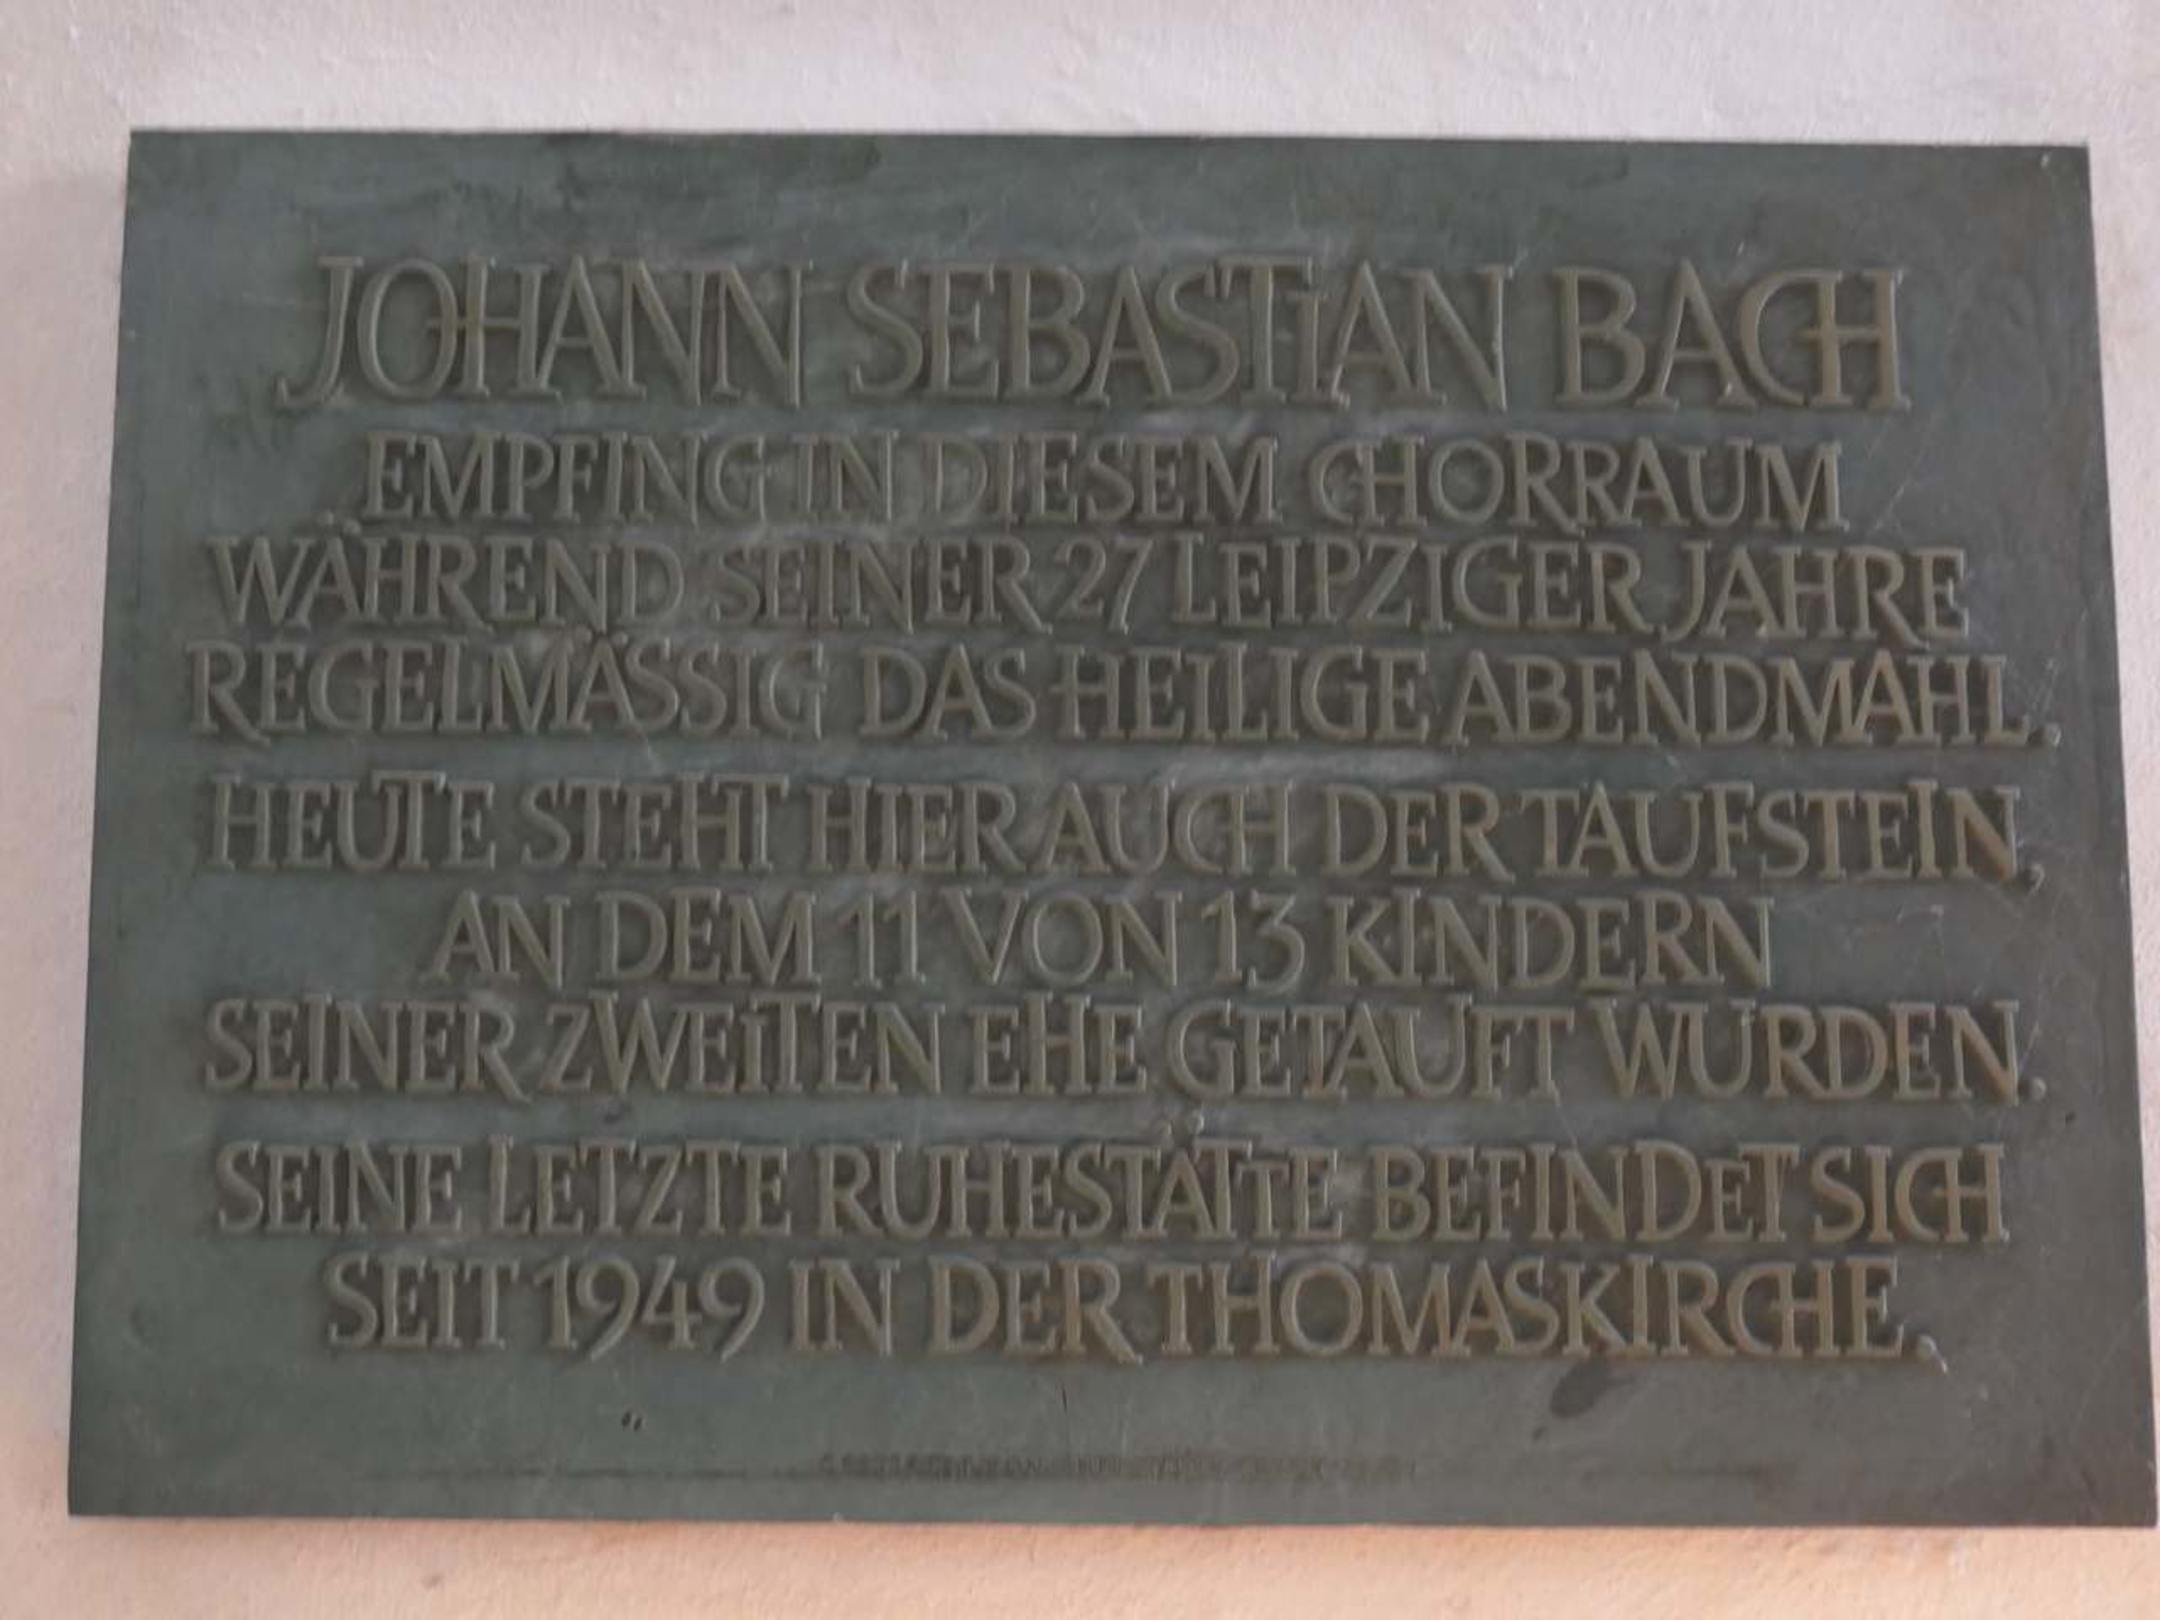 JOHANN SEBASTIAN BACH
EMPFING IN DIESEM CHORRAUM
WÄHREND SEINER 27 LEIPZIGER JAHRE
REGELMÄSSIG DAS HEILIGE ABENDMAHL.
HEUTE STEHT HIER AUCH DER TAUFSTEIN,
AN DEM 11 VON 13 KINDERN
SEINER ZWEITEN EHE GETAUFT WURDEN.
SEINE LETZTE RUHESTÄTTE BEFINDET SICH
SEIT 1949 IN DER THOMASKIRCHE.